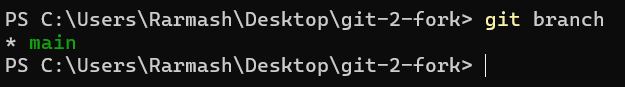 PS C:\Users\Rarmash\Desktop\git-2-fork> git branch
* main
PS C:\Users\Rarmash\Desktop\git-2-fork>